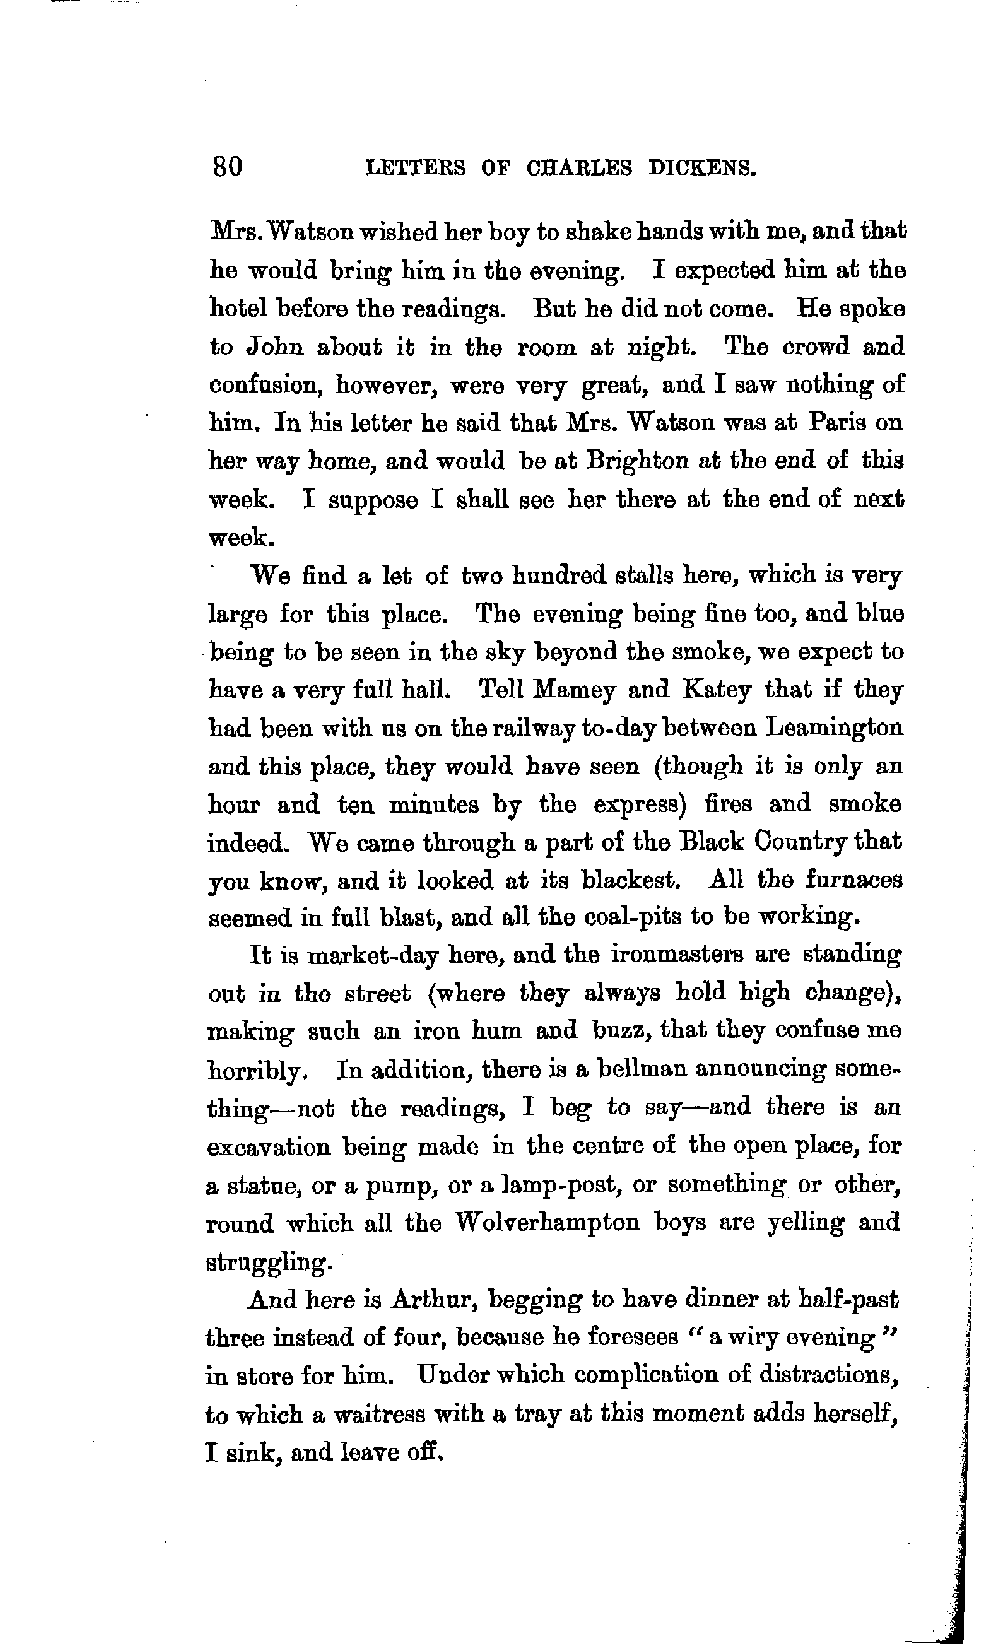 80 LETTERS OF CHARLES DICKENS.
Mrs. Watson wished her boy to shake hands with me, and that
he would bring him in the evening. I expected him at the
hotel before the readings. But he did not come. He spoke
to John about it in the room at night. The crowd and
confusion, however, were very great, and I saw nothing of
him. In his letter he said that Mrs. Watson was at Paris on
her way home, and would be at Brighton at the end of this
week. I suppose I shall see her there at the end of next
week.
We find a let of two hundred stalls here, which is very
large for this place. The evening being fine too, and blue
being to be seen in the sky beyond the smoke, we expect to
have a very full hall. Tell Mamey and Katey that if they
had been with us on the railway to-day between Leamington
and this place, they would have seen (though it is only an
hour and ten minutes by the express) fires and smoke
indeed. We came through a part of the Black Country that
you know, and it looked at its blackest. All the furnaces
seemed in full blast, and all the coal-pits to be working.
It is market-day here, and the ironmasters are standing
out in the street (where they always hold high change),
making such an iron hum and buzz, that they confuse me
horribly. In addition, there is a bellman announcing some-
thing—not the readings, I beg to say—and there is an
excavation being made in the centre of the open place, for
a statue, or a pump, or a lamp-post, or something or other,
round which all the Wolverhampton boys are yelling and
struggling.
And here is Arthur, begging to have dinner at half-past
three instead of four, because he foresees “a wiry evening”
in store for him. Under which complication of distractions,
to which a waitress with a tray at this moment adds herself,
I sink, and leave off.